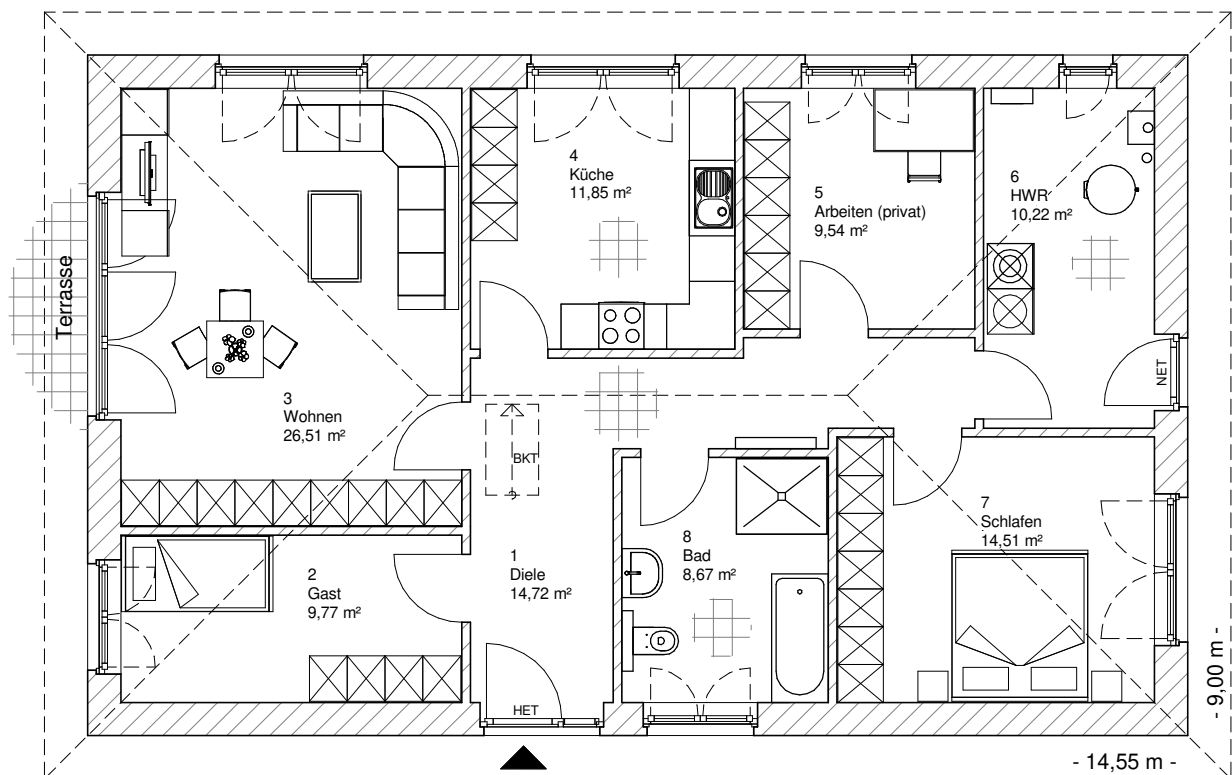 4
Küche
11,85 m²
5
Arbeiten (privat)
9,54 m²
6
HWR
10,22 m²
Terrasse
3
Wohnen
26,51 m²
NET
BKT
2
Gast
9,77 m²
1
Diele
14,72 m²
8
Bad
8,67 m²
7
Schlafen
14,51 m²
HET
- 9,00 m -
- 14,55 m -